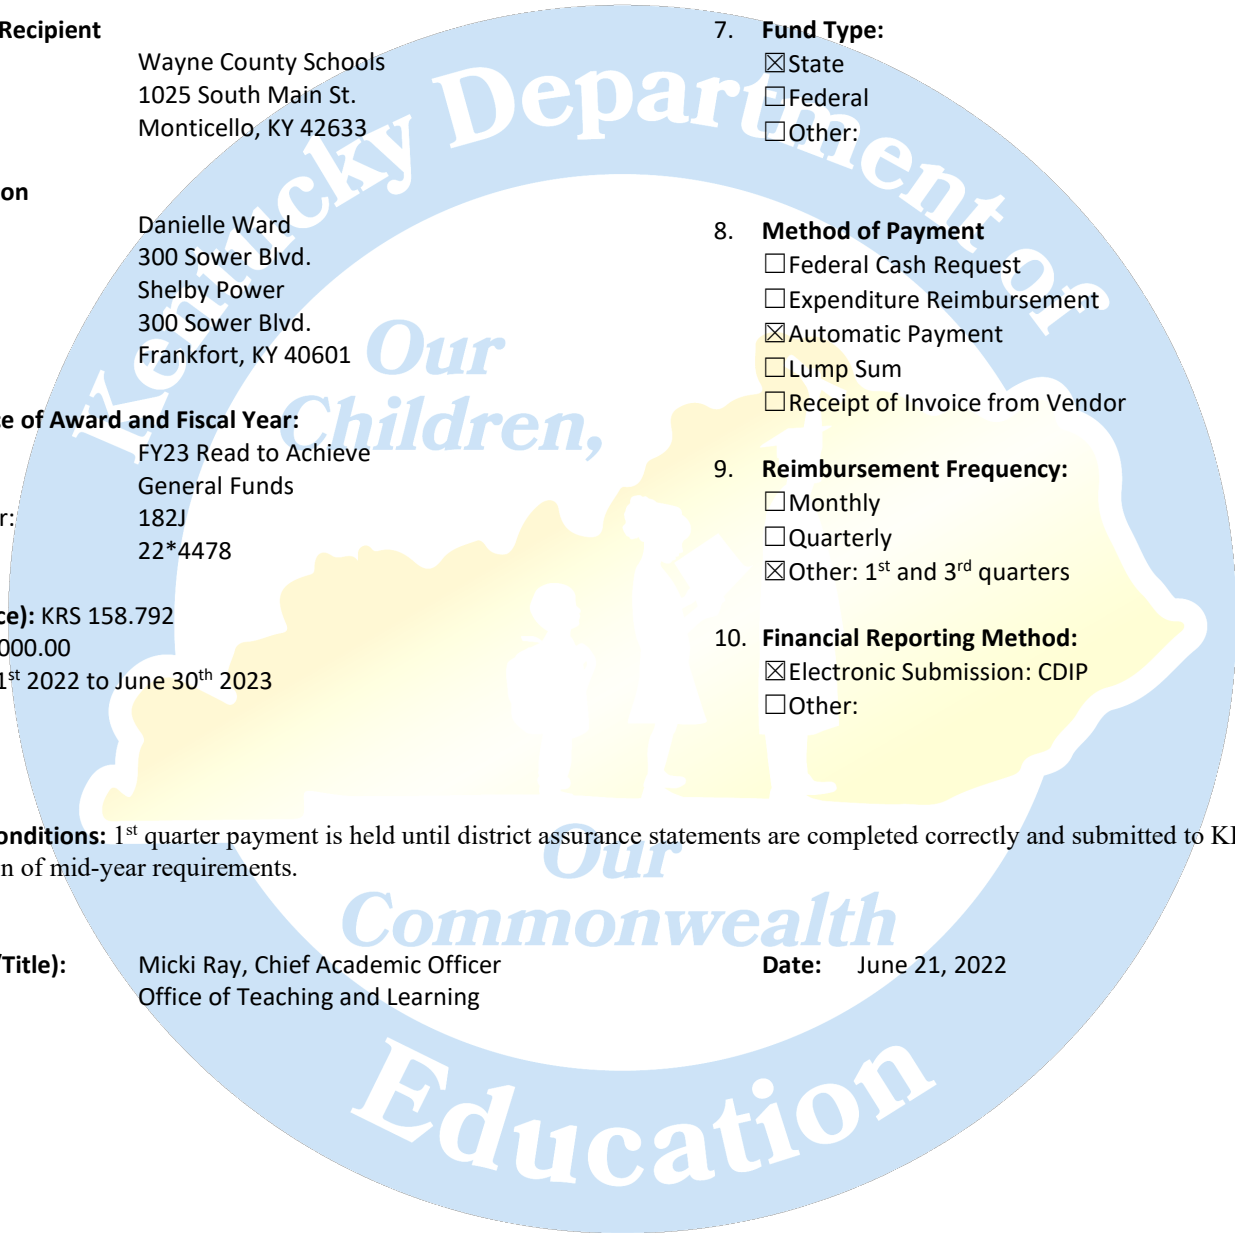 Recipient
Wayne County Schools
1025 South Main St.
Monticello, KY 42633
on
Danielle Ward
300 Sower Blvd.
Shelby Power
300 Sower Blvd.
Frankfort, KY 40601
e of Award and Fiscal Year:
FY23 Read to Achieve
General Funds
r: 182J
22*4478
ce): KRS 158.792
000.00
1st 2022 to June 30th 2023
7. Fund Type:
☒State
☐Federal
☐Other:
8. Method of Payment
☐Federal Cash Request
☐Expenditure Reimbursement
☒Automatic Payment
☐Lump Sum
☐Receipt of Invoice from Vendor
9. Reimbursement Frequency:
☐Monthly
☐Quarterly
☒Other: 1st and 3rd quarters
10. Financial Reporting Method:
☒Electronic Submission: CDIP
☐Other:
onditions: 1st quarter payment is held until district assurance statements are completed correctly and submitted to K
n of mid-year requirements.
/Title): Micki Ray, Chief Academic Officer
Office of Teaching and Learning
Date: June 21, 2022
Kentucky Department of
Education
Our
Children,
Our
Commonwealth